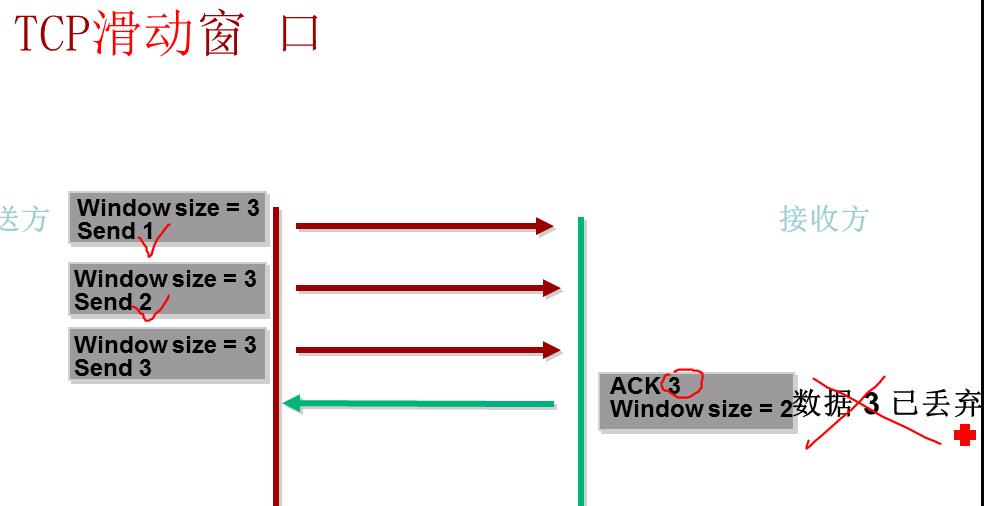 TCP滑动窗 口
送方
接收方
Window size = 3
Send 1
Window size = 3
Send 2
Window size = 3
Send 3
ACK 3
Window size = 2
数据 3 已丢弃